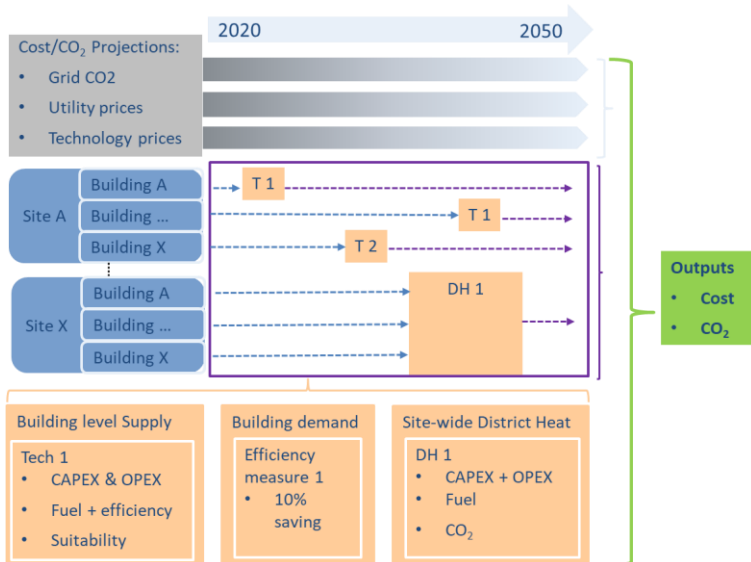 2020
2050
Cost/CO₂ Projections:
• Grid CO2
• Utility prices
• Technology prices
Site A
Building A
Building ...
Building X
T 1
T 1
T 2
Site X
Building A
Building ...
Building X
DH 1
Outputs
• Cost
• CO₂
Building level Supply
Tech 1
• CAPEX & OPEX
• Fuel + efficiency
• Suitability
Building demand
Efficiency
measure 1
• 10%
saving
Site-wide District Heat
DH 1
• CAPEX + OPEX
• Fuel
• CO₂